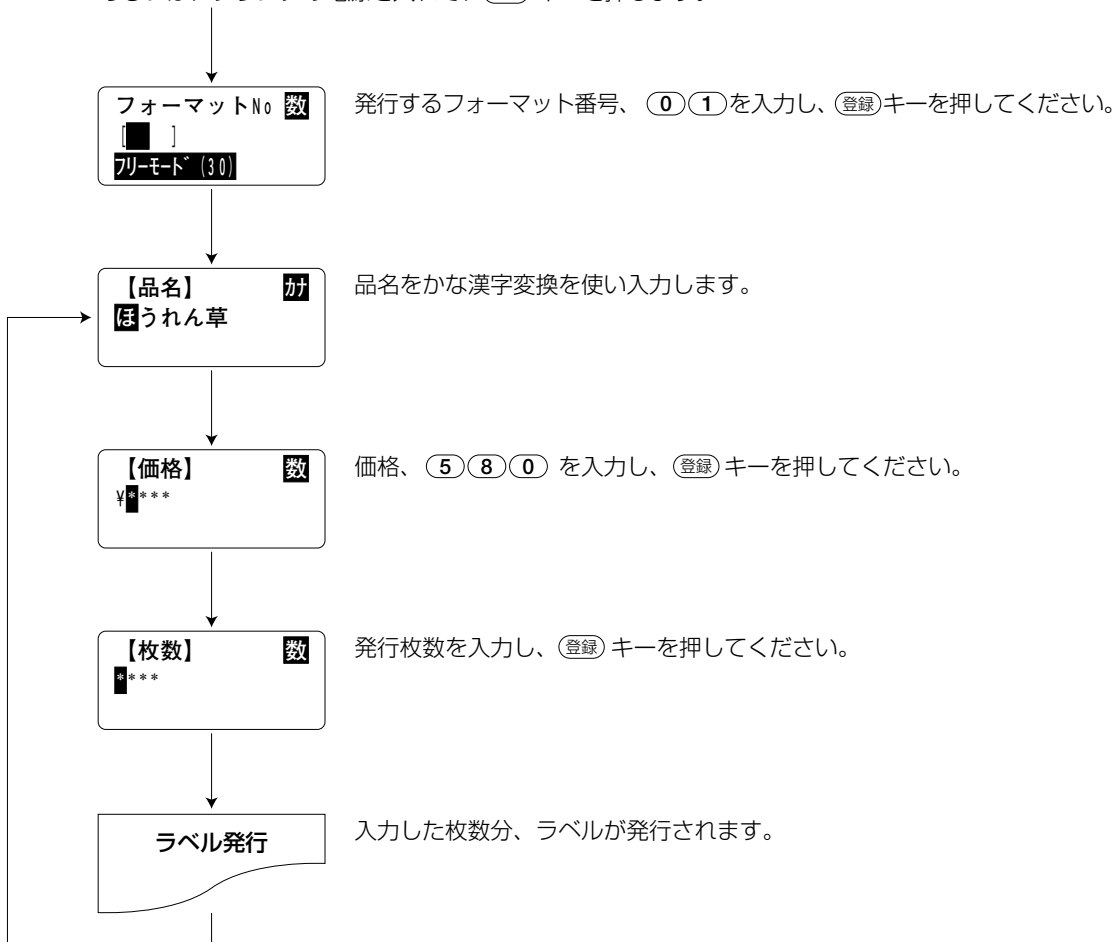 フォーマットNo 数
[ ]
フリーモード(30)
発行するフォーマット番号、⓪①を入力し、登録キーを押してください。
【品名】 カナ
ほうれん草
品名をかな漢字変換を使い入力します。
【価格】 数
¥****
価格、⑤⑧⓪を入力し、登録キーを押してください。
【枚数】 数
****
発行枚数を入力し、登録キーを押してください。
ラベル発行
入力した枚数分、ラベルが発行されます。